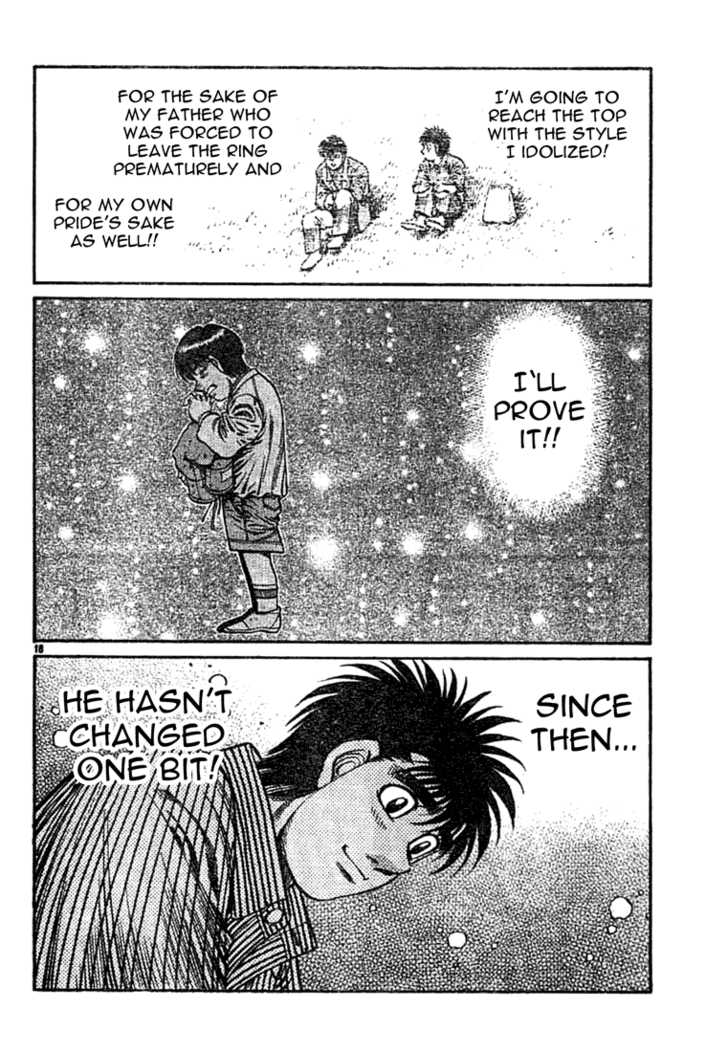 I'M GOING TO
REACH THE TOP
WITH THE STYLE
I IDOLIZED!
FOR THE SAKE OF
MY FATHER WHO
WAS FORCED TO
LEAVE THE RING
PREMATURELY AND
FOR MY OWN
PRIDE'S SAKE
AS WELL!!
I'LL
PROVE
IT!!
18
SINCE
THEN...
HE HASN'T
CHANGED
ONE BIT!